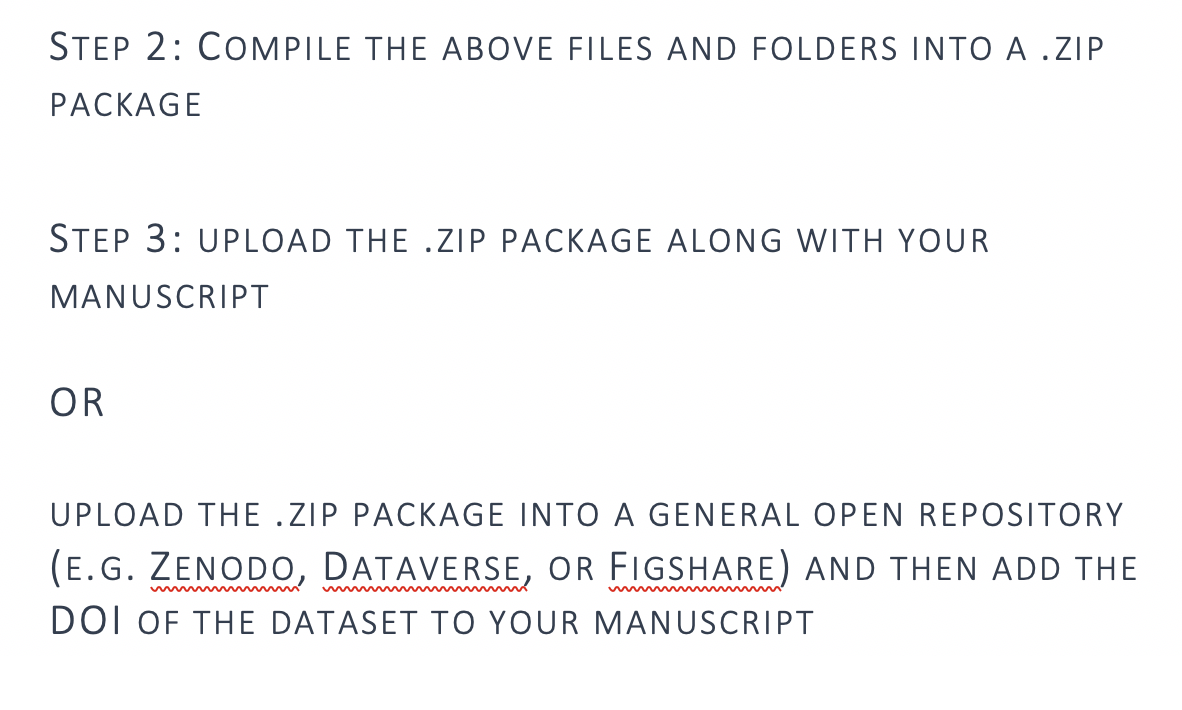 Step 2: Compile the above files and folders into a .zip
package
Step 3: upload the .zip package along with your
manuscript
OR
upload the .zip package into a general open repository
(e.g. Zenodo, Dataverse, or Figshare) and then add the
DOI of the dataset to your manuscript